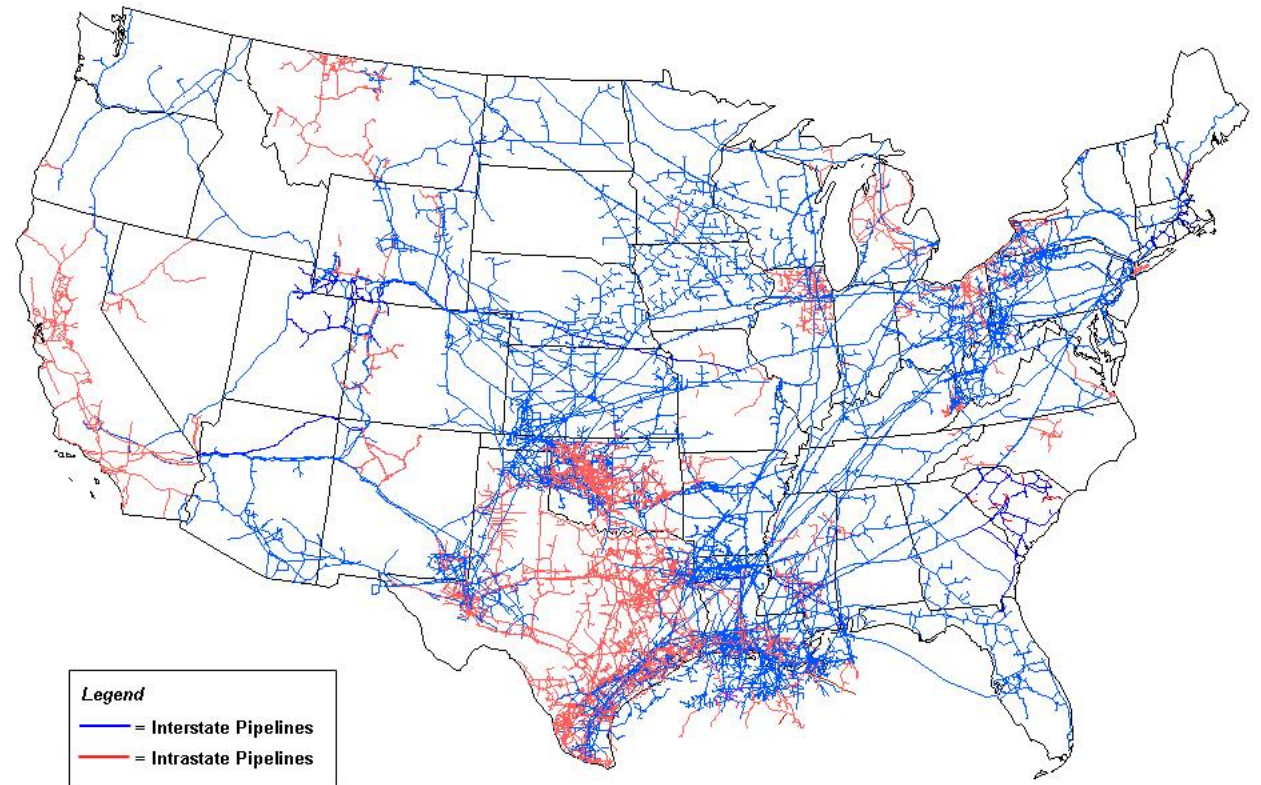 Legend
= Interstate Pipelines
= Intrastate Pipelines